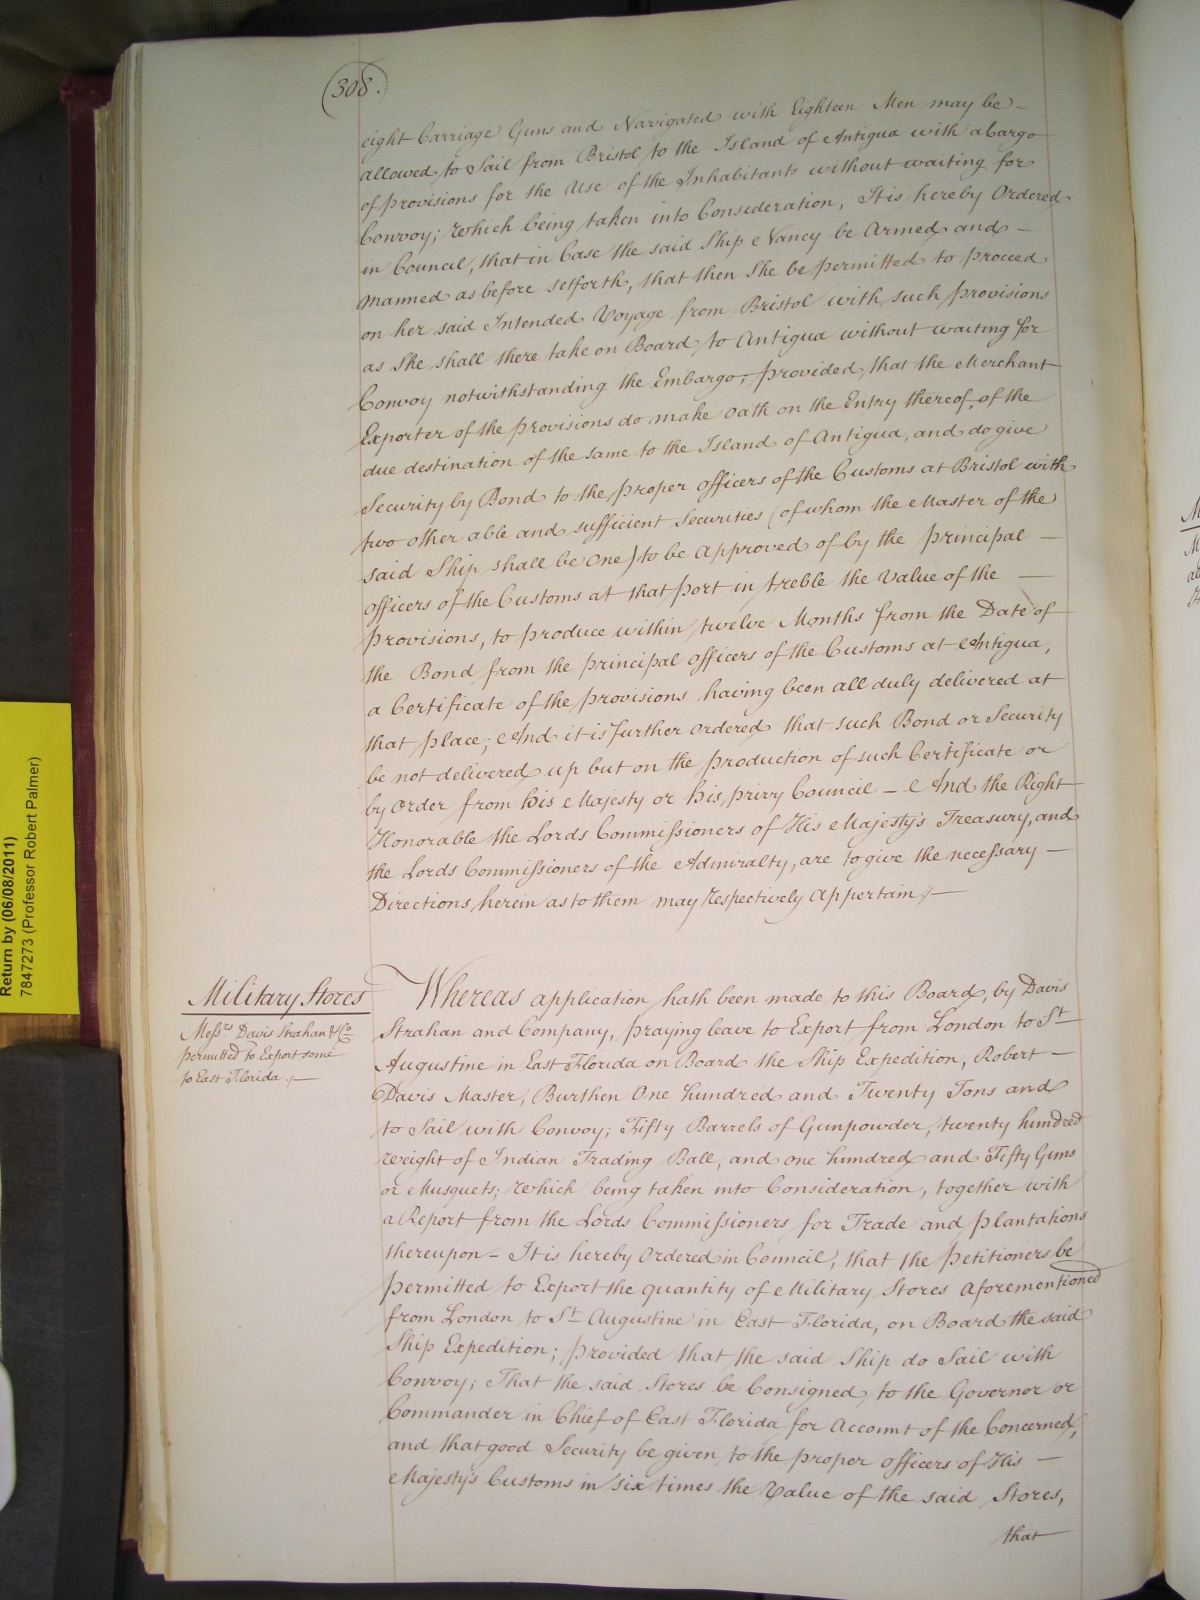 308.
eight Carriage Guns and Navigated with Eighteen Men may be
allowed to Sail from Bristol to the Island of Antigua with a Cargo
of Provisions for the Use of the Inhabitants without waiting for
Convoy; Which being taken into Consideration, It is hereby Ordered
in Council, that in Case the said Ship Nancy be Armed and
Manned as before setforth, that then She be permitted to proceed
on her said Intended Voyage from Bristol with such Provisions
as She shall there take on Board to Antigua without waiting for
Convoy notwithstanding the Embargo, Provided, that the Merchant
Exporter of the Provisions do make Oath on the Entry thereof, of the
due destination of the same to the Island of Antigua, and do give
Security by Bond to the proper officers of the Customs at Bristol with
two other able and sufficient Securities (of whom the Master of the
said Ship shall be One) to be Approved of by the Principal
officers of the Customs at that Port in treble the Value of the
Provisions, to produce within twelve Months from the Date of
the Bond from the principal officers of the Customs at Antigua,
a Certificate of the Provisions having been all duly delivered at
that Place; And it is further Ordered that such Bond or Security
be not delivered up but on the Production of such Certificate or
by Order from his Majesty or his Privy Council — And the Right
Honorable the Lords Commissioners of His Majesty's Treasury, and
the Lords Commissioners of the Admiralty, are to give the necessary
Directions herein as to them may Respectively Appertain.
Military Stores
Messrs. Davis Strahan & Co
permitted to Export some
to East Florida
Whereas application hath been made to this Board, by Davis
Strahan and Company, praying leave to Export from London to St
Augustine in East Florida on Board the Ship Expedition, Robert
Davis Master, Burthen One hundred and Twenty Tons and
to Sail with Convoy; Fifty Barrels of Gunpowder, twenty hundred
Weight of Indian Trading Ball, and one hundred and Fifty Guns
or Musquets; Which being taken into Consideration, together with
a Report from the Lords Commissioners for Trade and Plantations
thereupon — It is hereby Ordered in Council, that the Petitioners be
permitted to Export the quantity of Military Stores Aforementioned
from London to St Augustine in East Florida, on Board the said
Ship Expedition; Provided that the said Ship do Sail with
Convoy; That the said Stores be Consigned to the Governor or
Commander in Chief of East Florida for Account of the Concerned,
and that good Security be given to the proper officers of His
Majesty's Customs in six times the Value of the said Stores,
that
Return by (06/08/2011)
7847273 (Professor Robert Palmer)